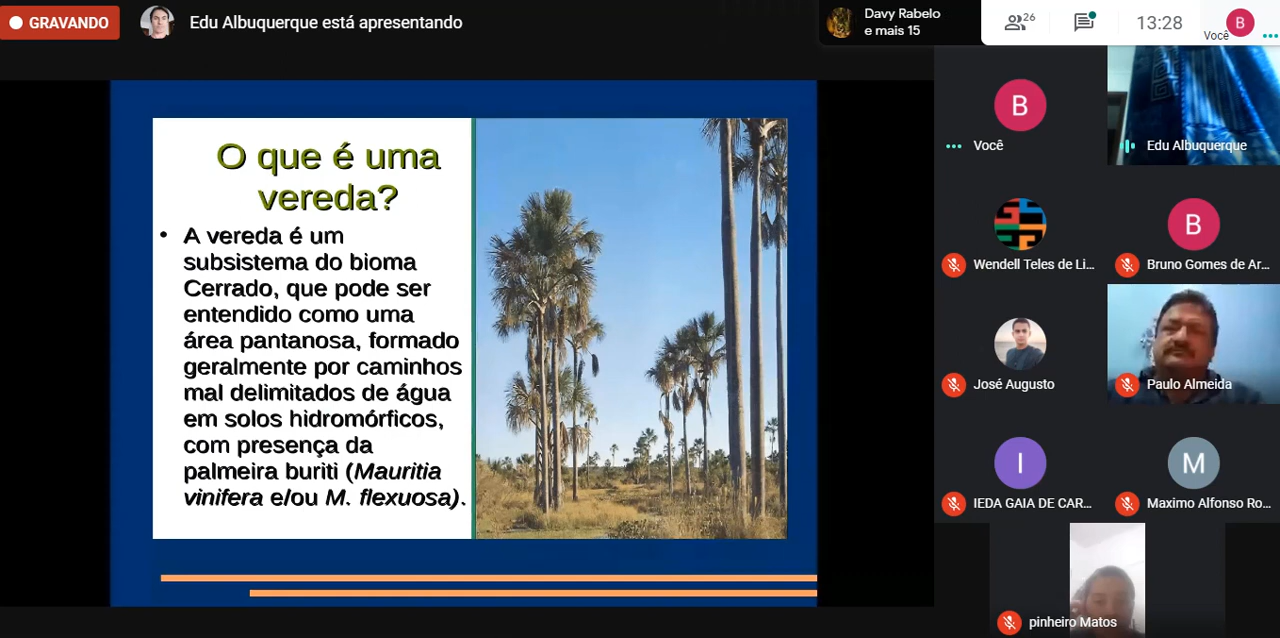 GRAVANDO
Edu Albuquerque está apresentando
Davy Rabelo
e mais 15
26
13:28
B
Você
O que é uma
vereda?
• A vereda é um
subsistema do bioma
Cerrado, que pode ser
entendido como uma
área pantanosa, formado
geralmente por caminhos
mal delimitados de água
em solos hidromórficos,
com presença da
palmeira buriti (Mauritia
vinifera e/ou M. flexuosa).
B
Você
Edu Albuquerque
Wendell Teles de Li...
B
Bruno Gomes de Ar...
José Augusto
Paulo Almeida
I
IEDA GAIA DE CAR...
M
Maximo Alfonso Ro...
pinheiro Matos